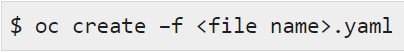 $ oc create –f <file name>.yaml